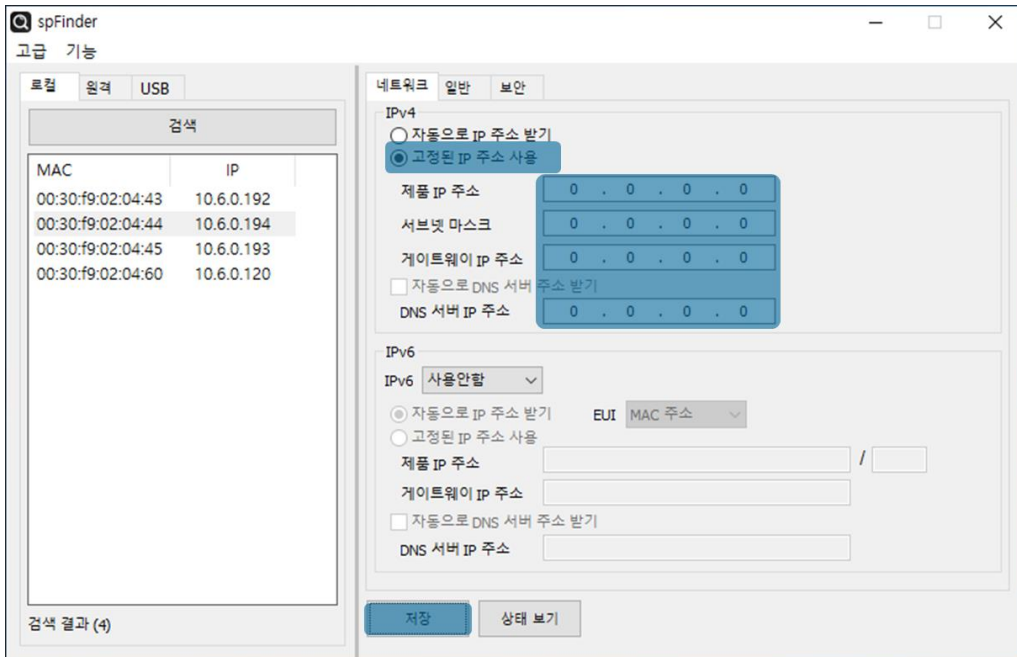 spFinder
고급 기능
로컬 원격 USB
검색
MAC IP
00:30:f9:02:04:43 10.6.0.192
00:30:f9:02:04:44 10.6.0.194
00:30:f9:02:04:45 10.6.0.193
00:30:f9:02:04:60 10.6.0.120
검색 결과 (4)
네트워크 일반 보안
IPv4
자동으로 IP 주소 받기
고정된 IP 주소 사용
제품 IP 주소 0 . 0 . 0 . 0
서브넷 마스크 0 . 0 . 0 . 0
게이트웨이 IP 주소 0 . 0 . 0 . 0
자동으로 DNS 서버 주소 받기
DNS 서버 IP 주소 0 . 0 . 0 . 0
IPv6
IPv6 사용안함
자동으로 IP 주소 받기 EUI MAC 주소
고정된 IP 주소 사용
제품 IP 주소 /
게이트웨이 IP 주소
자동으로 DNS 서버 주소 받기
DNS 서버 IP 주소
저장 상태 보기